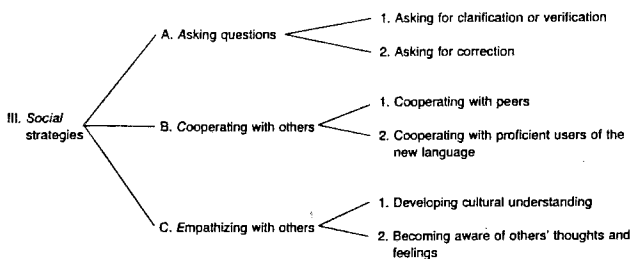 III. Social
strategies
A. Asking questions
1. Asking for clarification or verification
2. Asking for correction
B. Cooperating with others
1. Cooperating with peers
2. Cooperating with proficient users of the
new language
C. Empathizing with others
1. Developing cultural understanding
2. Becoming aware of others' thoughts and
feelings